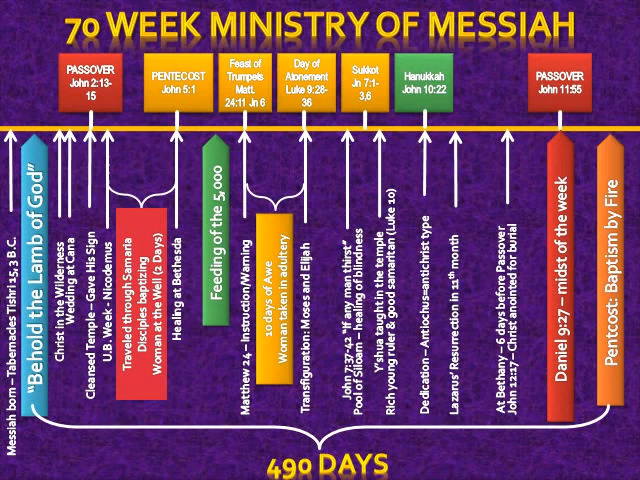 70 WEEK MINISTRY OF MESSIAH
PASSOVER
John 2:13-
15
PENTECOST
John 5:1
Feast of
Trumpets
Matt.
24:11 Jn 6
Day of
Atonement
Luke 9:28-
36
Sukkot
Jn 7:1-
3,6
Hanukkah
John 10:22
PASSOVER
John 11:55
Messiah born – Tabernacles Tishri 15, 3 B.C.
"Behold the Lamb of God"
Christ in the Wilderness
Wedding at Cana
Cleansed Temple – Gave His Sign
U.B. Week - Nicodemus
Traveled through Samaria
Disciples baptizing
Woman at the Well (2 Days)
Healing at Bethesda
Feeding of the 5,000
Matthew 24 – Instruction/Warning
10 days of Awe
Woman taken in adultery
Transfiguration: Moses and Elijah
John 7:37-42 "If any man thirst"
Pool of Siloam – healing of blindness
Y'shua taught in the temple
Rich young ruler & good samaritan (Luke 10)
Dedication – Antiochus=antichrist type
Lazarus' Resurrection in 11th month
At Bethany – 6 days before Passover
John 12:17 – Christ anointed for burial
Daniel 9:27 – midst of the week
Pentecost: Baptism by Fire
490 DAYS